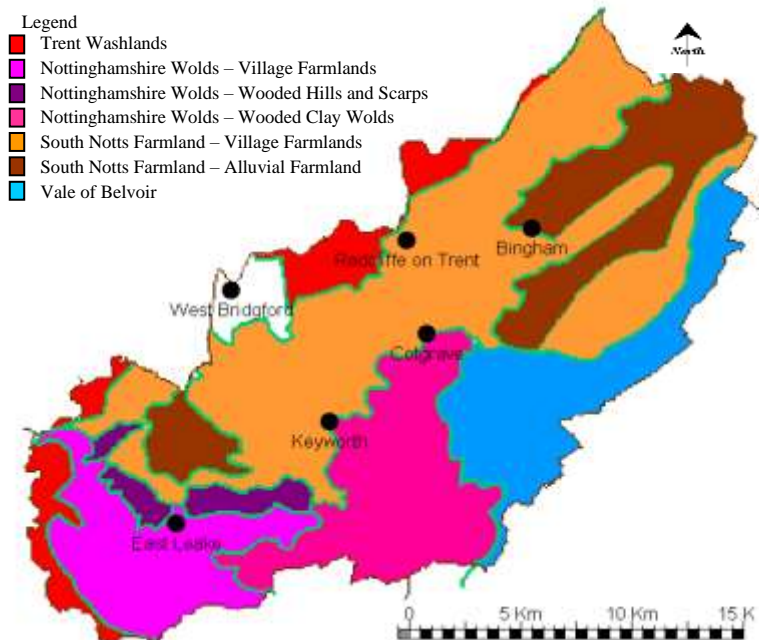 Legend
Trent Washlands
Nottinghamshire Wolds – Village Farmlands
Nottinghamshire Wolds – Wooded Hills and Scarps
Nottinghamshire Wolds – Wooded Clay Wolds
South Notts Farmland – Village Farmlands
South Notts Farmland – Alluvial Farmland
Vale of Belvoir
North
Bingham
Radcliffe on Trent
West Bridgford
Cotgrave
Keyworth
East Leake
0 5 Km 10 Km 15 K